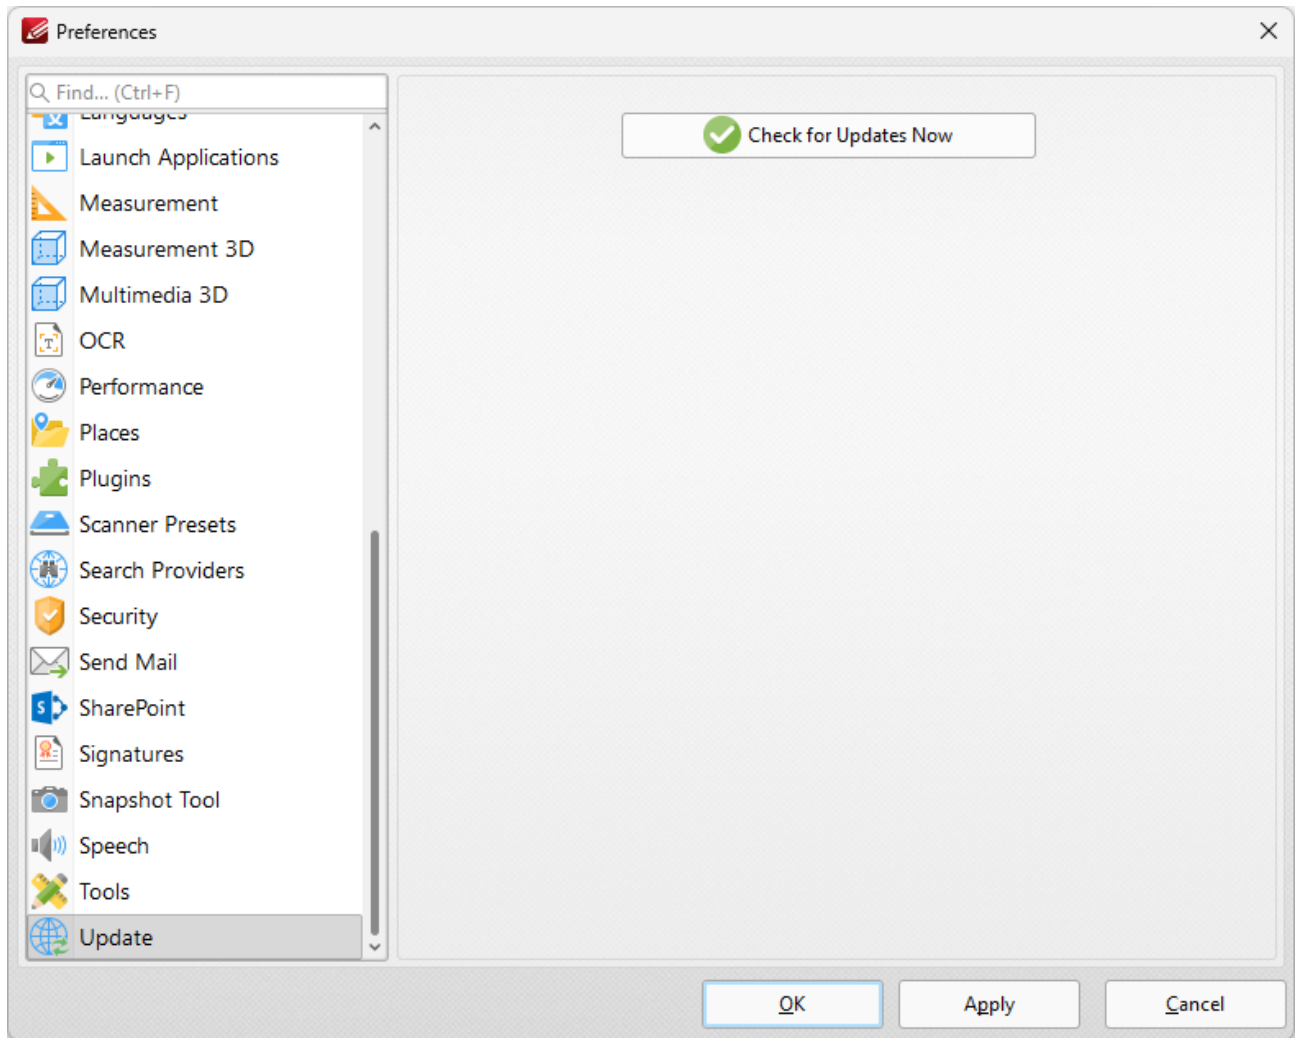 Preferences
Find... (Ctrl+F)
Languages
Launch Applications
Measurement
Measurement 3D
Multimedia 3D
OCR
Performance
Places
Plugins
Scanner Presets
Search Providers
Security
Send Mail
SharePoint
Signatures
Snapshot Tool
Speech
Tools
Update
Check for Updates Now
OK
Apply
Cancel